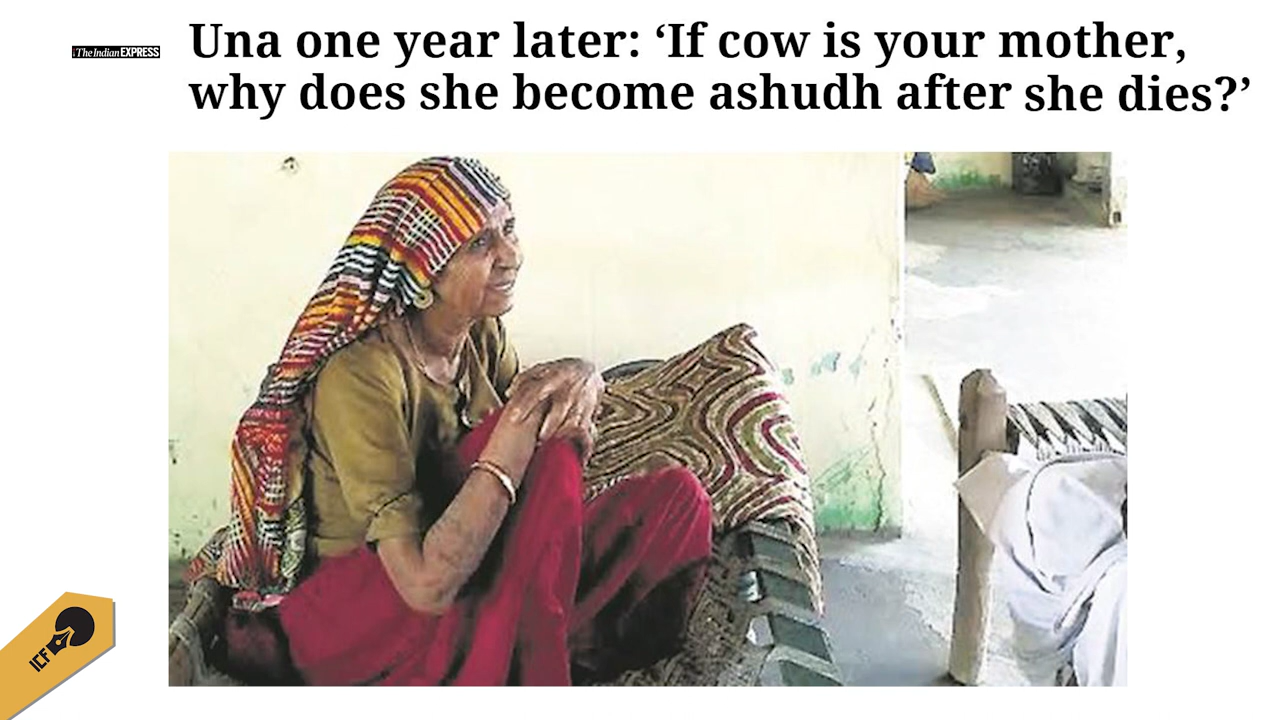 The Indian EXPRESS
Una one year later: ‘If cow is your mother,
why does she become ashudh after she dies?’
ICF